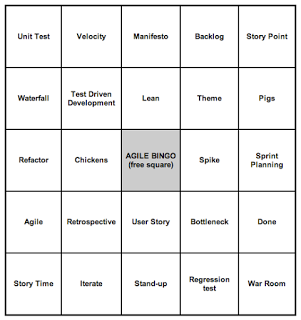 Unit Test
Velocity
Manifesto
Backlog
Story Point
Waterfall
Test Driven
Development
Lean
Theme
Pigs
Refactor
Chickens
AGILE BINGO
(free square)
Spike
Sprint
Planning
Agile
Retrospective
User Story
Bottleneck
Done
Story Time
Iterate
Stand-up
Regression
test
War Room